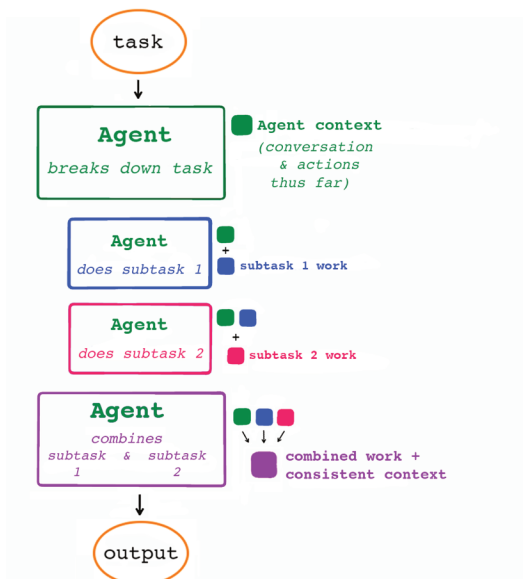 task
Agent
breaks down task
Agent context
(conversation
& actions
thus far)
Agent
does subtask 1
+
subtask 1 work
Agent
does subtask 2
+
subtask 2 work
Agent
combines
subtask & subtask
1 2
combined work +
consistent context
output